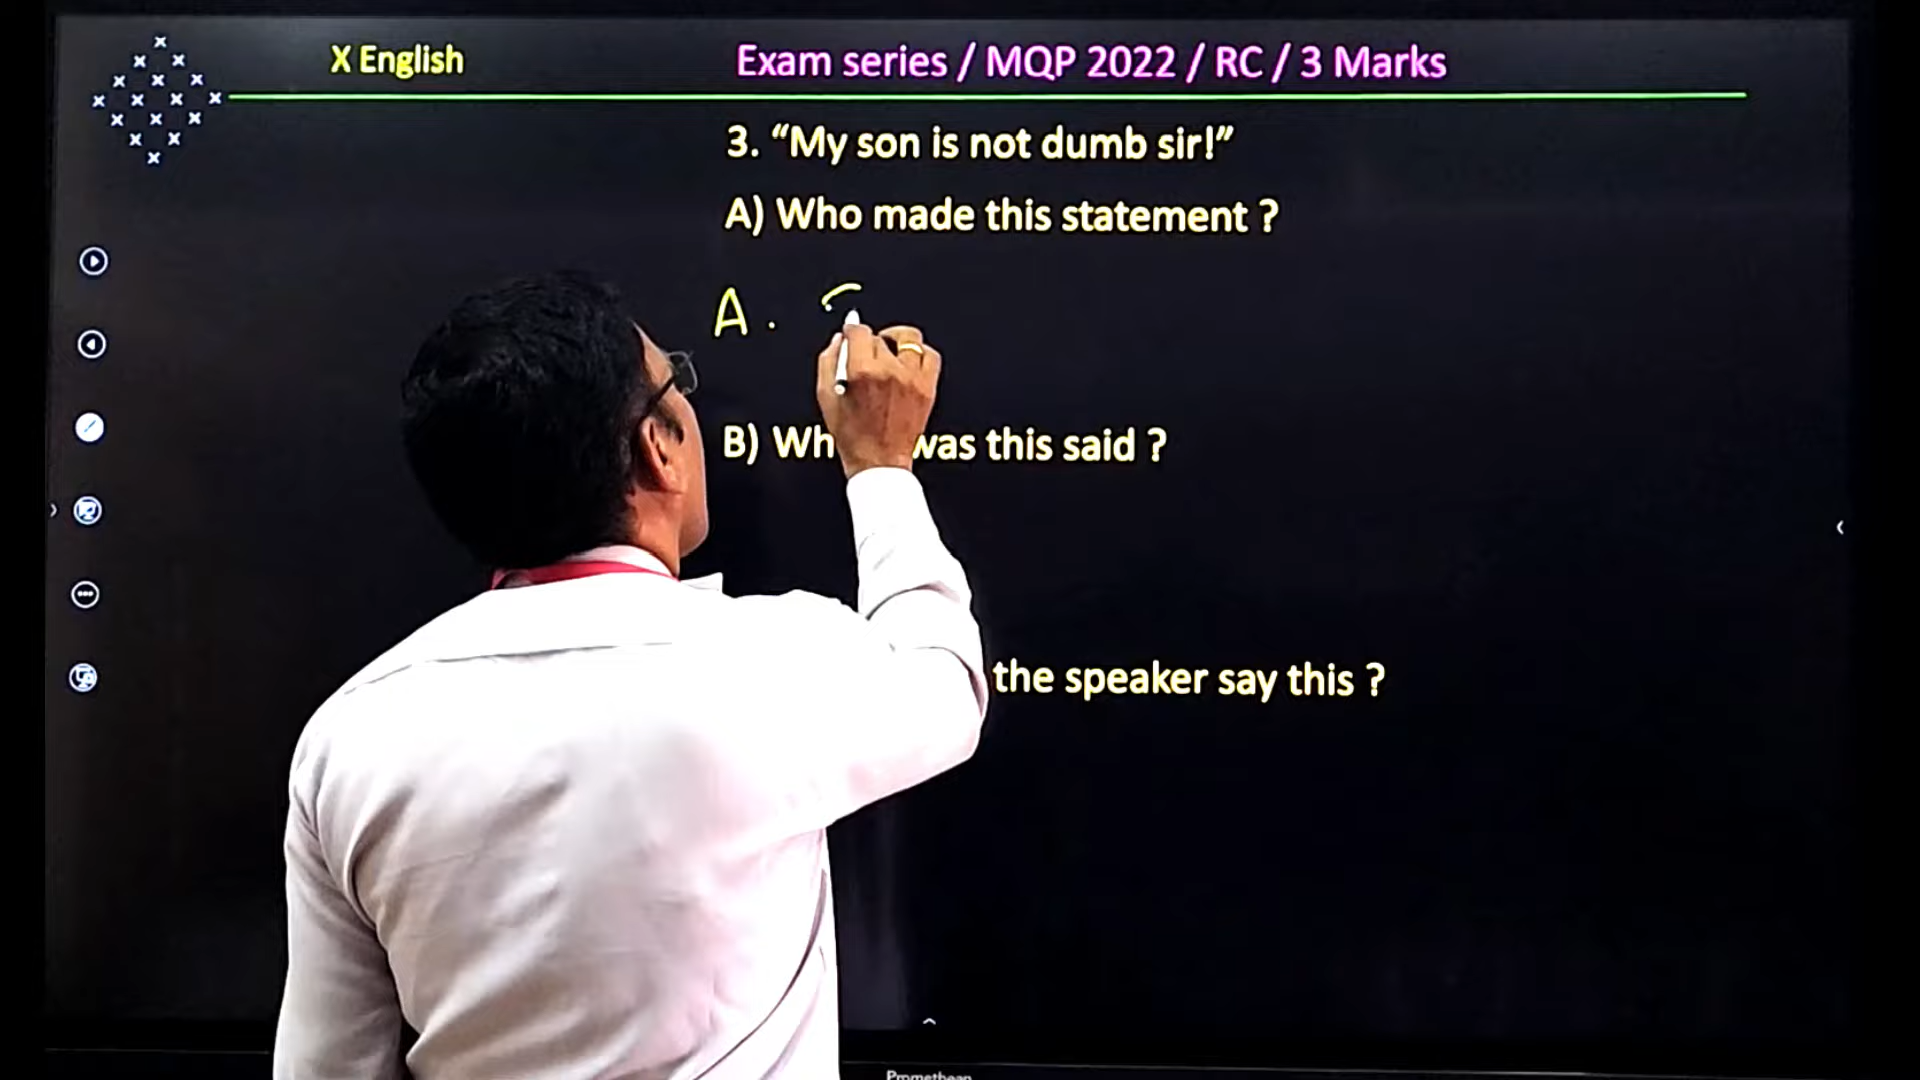 X English
Exam series / MQP 2022 / RC / 3 Marks
3. “My son is not dumb sir!”
A) Who made this statement ?
A .
B) Wh was this said ?
the speaker say this ?
Promethean